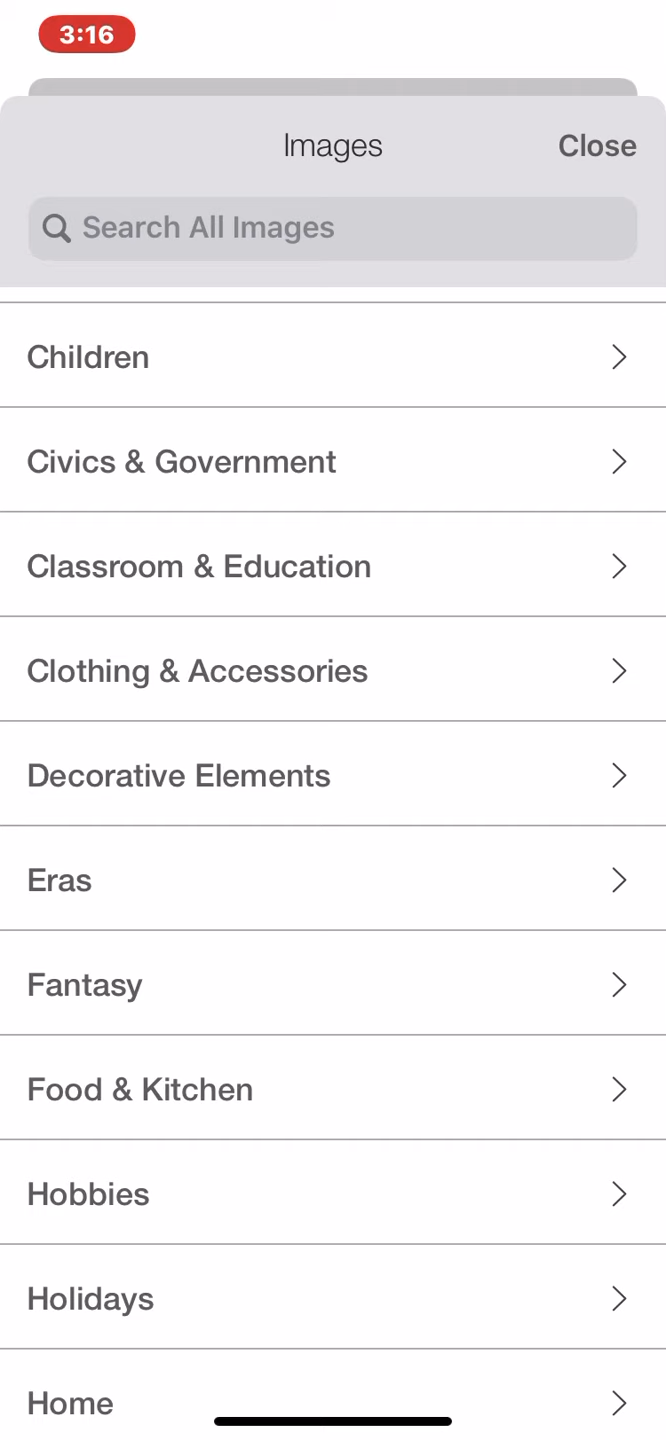 3:16
Images
Close
Search All Images
Children
Civics & Government
Classroom & Education
Clothing & Accessories
Decorative Elements
Eras
Fantasy
Food & Kitchen
Hobbies
Holidays
Home